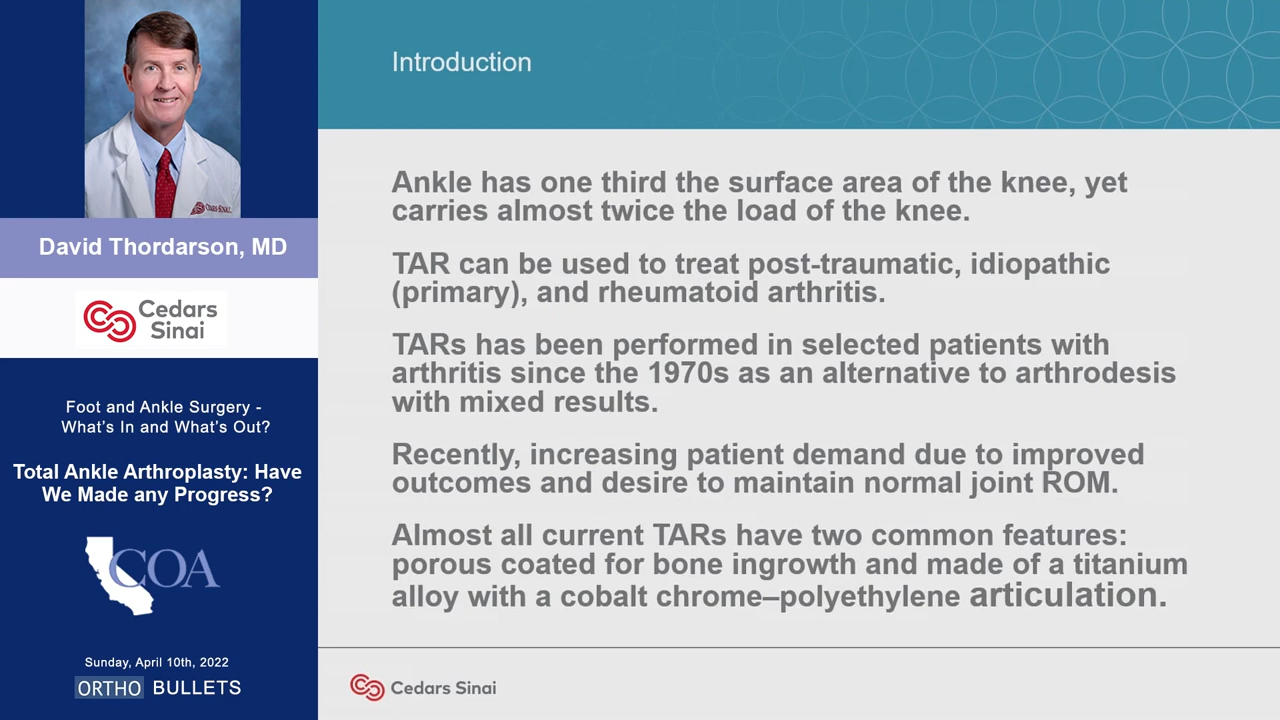 CEDARS-SINAI
David Thordarson, MD
Cedars
Sinai
Foot and Ankle Surgery -
What's In and What's Out?
Total Ankle Arthroplasty: Have
We Made any Progress?
COA
Sunday, April 10th, 2022
ORTHO BULLETS
Introduction
Ankle has one third the surface area of the knee, yet
carries almost twice the load of the knee.
TAR can be used to treat post-traumatic, idiopathic
(primary), and rheumatoid arthritis.
TARs has been performed in selected patients with
arthritis since the 1970s as an alternative to arthrodesis
with mixed results.
Recently, increasing patient demand due to improved
outcomes and desire to maintain normal joint ROM.
Almost all current TARs have two common features:
porous coated for bone ingrowth and made of a titanium
alloy with a cobalt chrome–polyethylene articulation.
Cedars Sinai